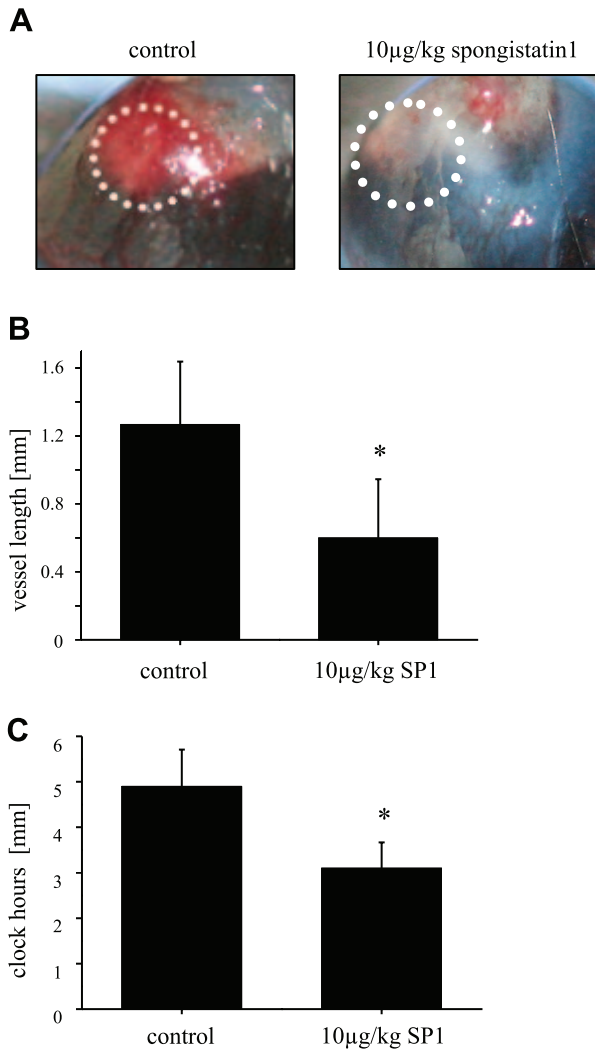 A
control
10µg/kg spongistatin1
B
vessel length [mm]
1.6
1.2
0.8
0.4
0
*
control
10µg/kg SP1
C
clock hours [mm]
6
5
4
3
2
1
0
*
control
10µg/kg SP1